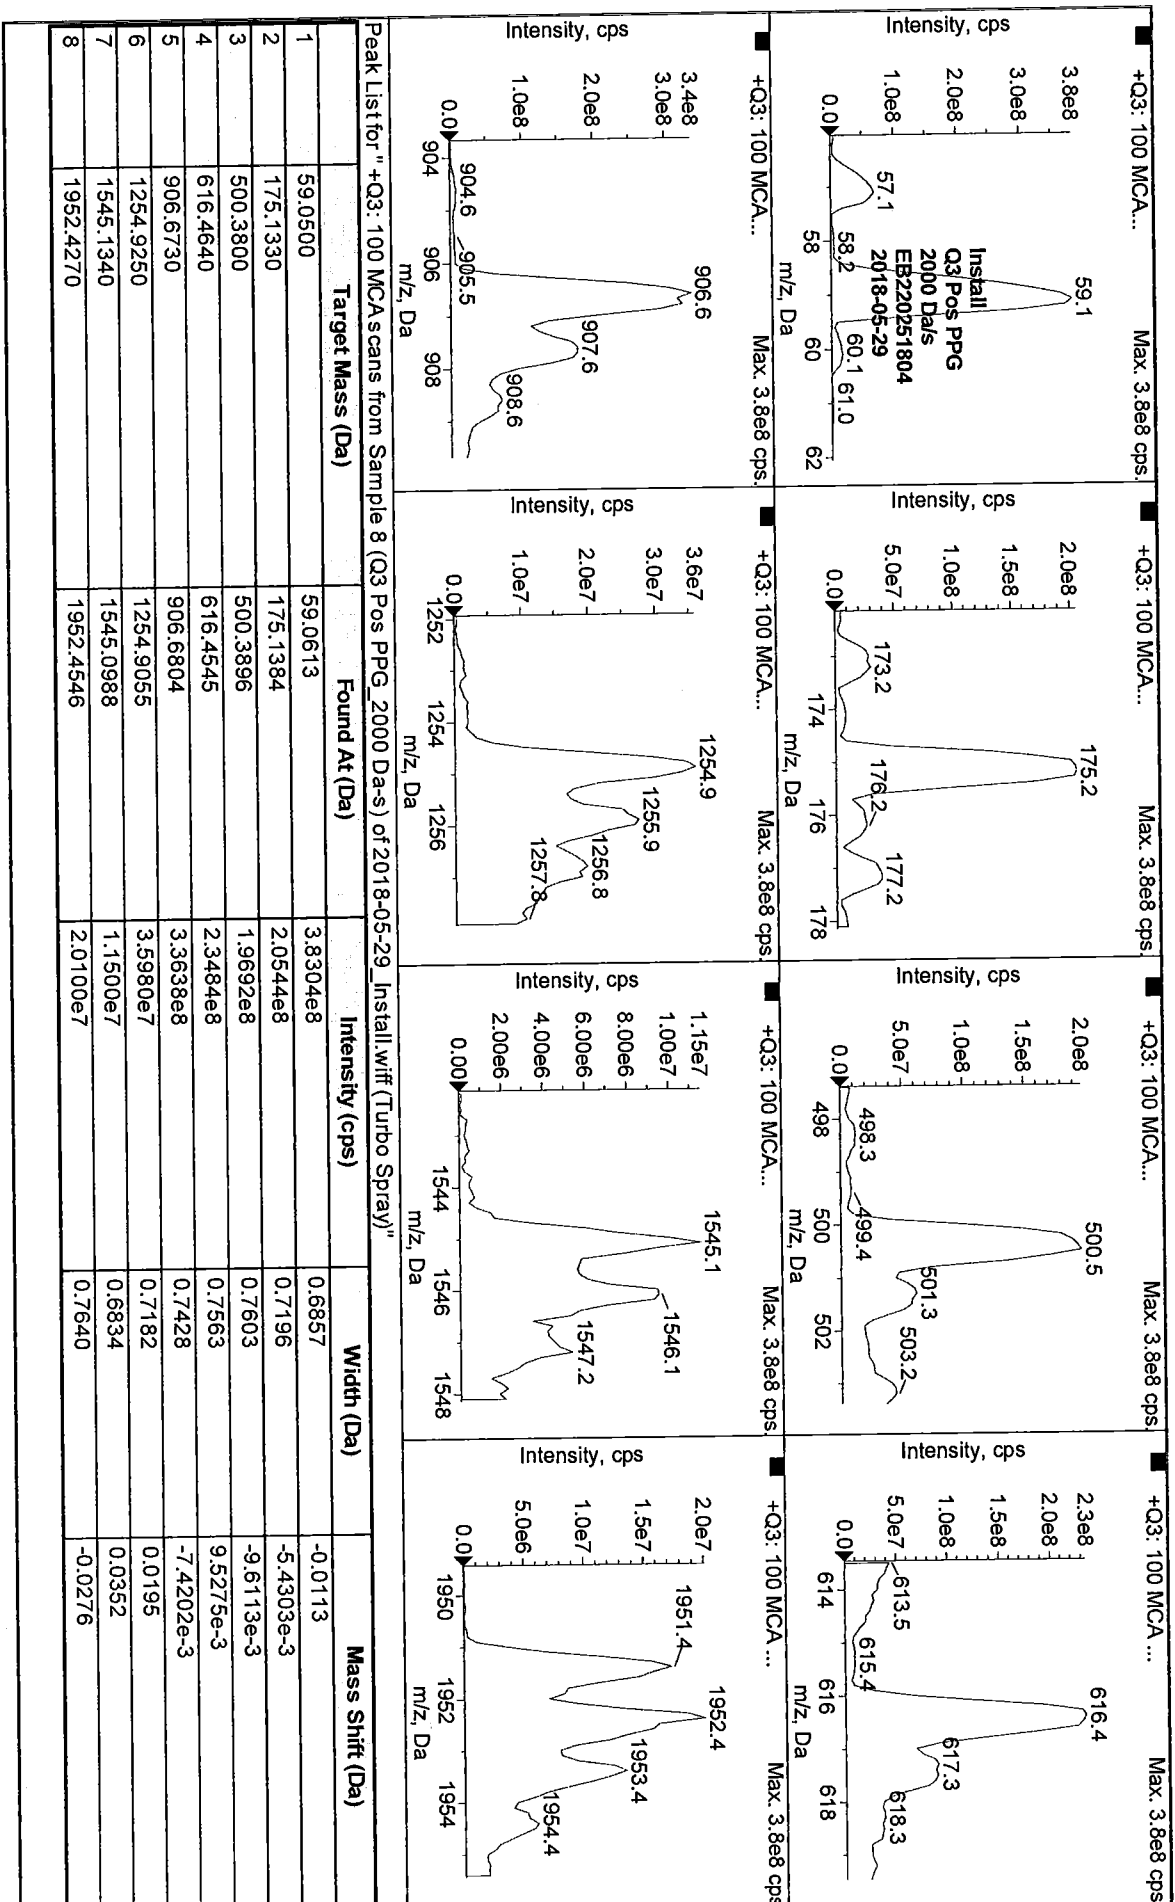 +Q3: 100 MCA... Max. 3.8e8 cps.
Intensity, cps
3.8e8
3.0e8
2.0e8
1.0e8
0.0
57.1
58.2
59.1
60.1
61.0
Install
Q3 Pos PPG
2000 Da/s
EB220251804
2018-05-29
58 60 62
m/z, Da
+Q3: 100 MCA... Max. 3.8e8 cps.
Intensity, cps
2.0e8
1.5e8
1.0e8
5.0e7
0.0
173.2
175.2
176.2
177.2
174 176 178
m/z, Da
+Q3: 100 MCA... Max. 3.8e8 cps.
Intensity, cps
2.0e8
1.5e8
1.0e8
5.0e7
0.0
498.3
499.4
500.5
501.3
503.2
498 500 502
m/z, Da
+Q3: 100 MCA ... Max. 3.8e8 cps
Intensity, cps
2.3e8
2.0e8
1.5e8
1.0e8
5.0e7
0.0
613.5
615.4
616.4
617.3
618.3
614 616 618
m/z, Da
+Q3: 100 MCA... Max. 3.8e8 cps.
Intensity, cps
3.4e8
3.0e8
2.0e8
1.0e8
0.0
904.6
905.5
906.6
907.6
908.6
904 906 908
m/z, Da
+Q3: 100 MCA... Max. 3.8e8 cps.
Intensity, cps
3.6e7
3.0e7
2.0e7
1.0e7
0.0
1254.9
1255.9
1256.8
1257.8
1252 1254 1256
m/z, Da
+Q3: 100 MCA... Max. 3.8e8 cps.
Intensity, cps
1.15e7
1.00e7
8.00e6
6.00e6
4.00e6
2.00e6
0.00
1545.1
1546.1
1547.2
1544 1546 1548
m/z, Da
+Q3: 100 MCA ... Max. 3.8e8 cps
Intensity, cps
2.0e7
1.5e7
1.0e7
5.0e6
0.0
1951.4
1952.4
1953.4
1954.4
1950 1952 1954
m/z, Da
Peak List for "+Q3: 100 MCA scans from Sample 8 (Q3 Pos PPG_2000 Da-s) of 2018-05-29_Install.wiff (Turbo Spray)"
Target Mass (Da) Found At (Da) Intensity (cps) Width (Da) Mass Shift (Da)
1 59.0500 59.0613 3.8304e8 0.6857 -0.0113
2 175.1330 175.1384 2.0544e8 0.7196 -5.4303e-3
3 500.3800 500.3896 1.9692e8 0.7603 -9.6113e-3
4 616.4640 616.4545 2.3484e8 0.7563 9.5275e-3
5 906.6730 906.6804 3.3638e8 0.7428 -7.4202e-3
6 1254.9250 1254.9055 3.5980e7 0.7182 0.0195
7 1545.1340 1545.0988 1.1500e7 0.6834 0.0352
8 1952.4270 1952.4546 2.0100e7 0.7640 -0.0276